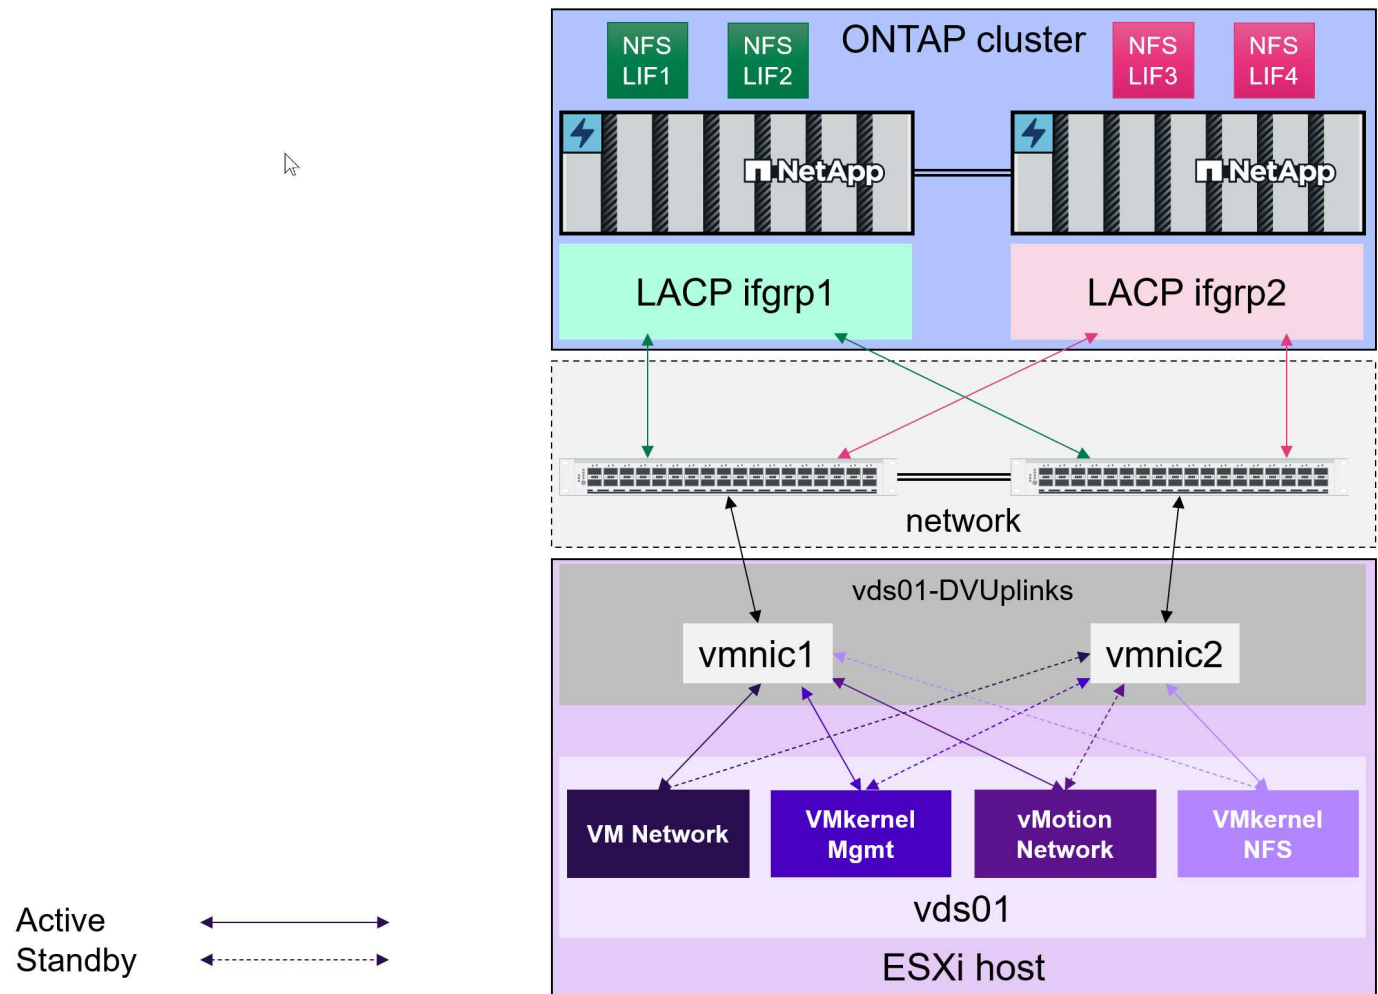 ONTAP cluster
NFS
LIF1
NFS
LIF2
NFS
LIF3
NFS
LIF4
NetApp
NetApp
LACP ifgrp1
LACP ifgrp2
network
vds01-DVUplinks
vmnic1
vmnic2
VM Network
VMkernel
Mgmt
vMotion
Network
VMkernel
NFS
vds01
ESXi host
Active
Standby